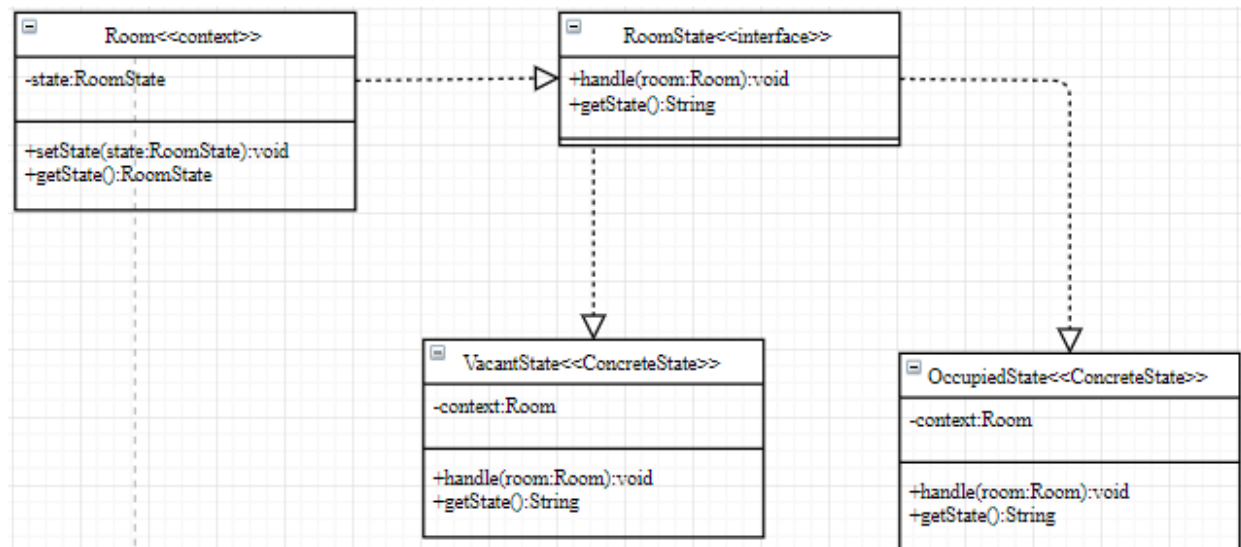 Room<<context>>
-state:RoomState
+setState(state:RoomState):void
+getState():RoomState
RoomState<<interface>>
+handle(room:Room):void
+getState():String
VacantState<<ConcreteState>>
-context:Room
+handle(room:Room):void
+getState():String
OccupiedState<<ConcreteState>>
-context:Room
+handle(room:Room):void
+getState():String